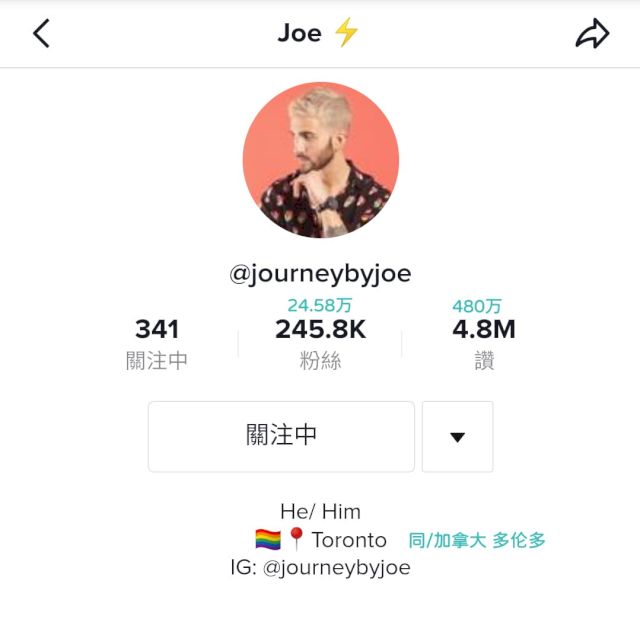 Joe ⚡
@journeybyjoe
24.58万 480万
341 245.8K 4.8M
關注中 粉絲 讚
關注中
He/ Him
🏳️‍🌈📍Toronto 同/加拿大 多伦多
IG: @journeybyjoe